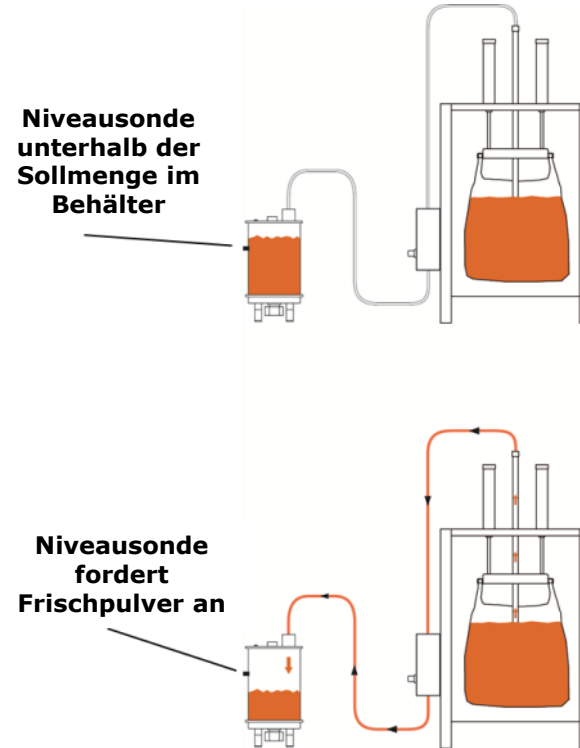 Niveausonde
unterhalb der
Sollmenge im
Behälter
Niveausonde
fordert
Frischpulver an